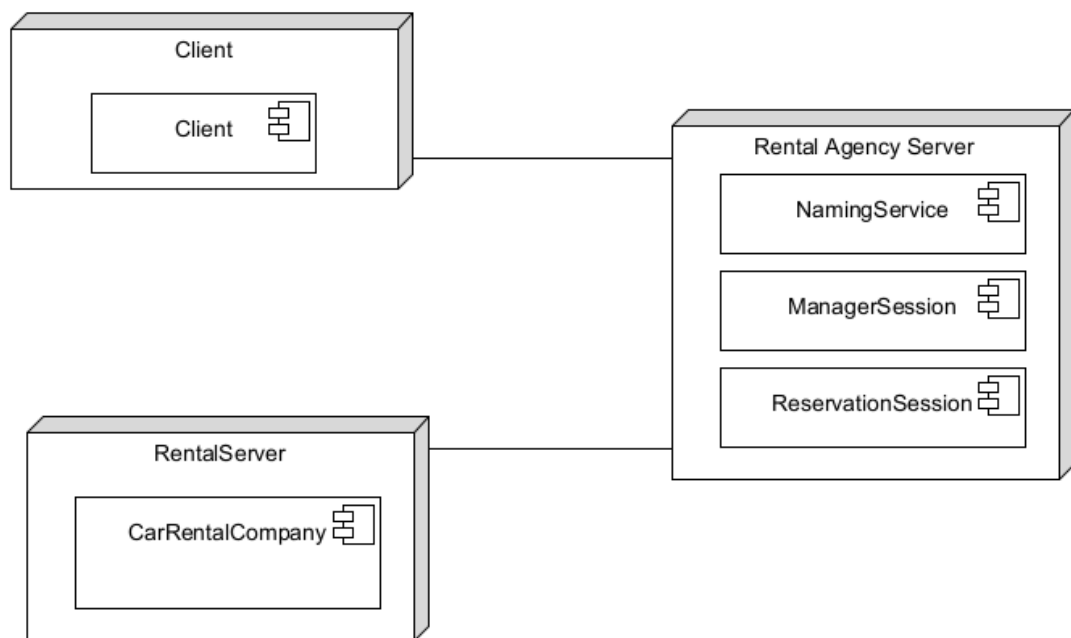 Client
Client
Rental Agency Server
NamingService
ManagerSession
ReservationSession
RentalServer
CarRentalCompany